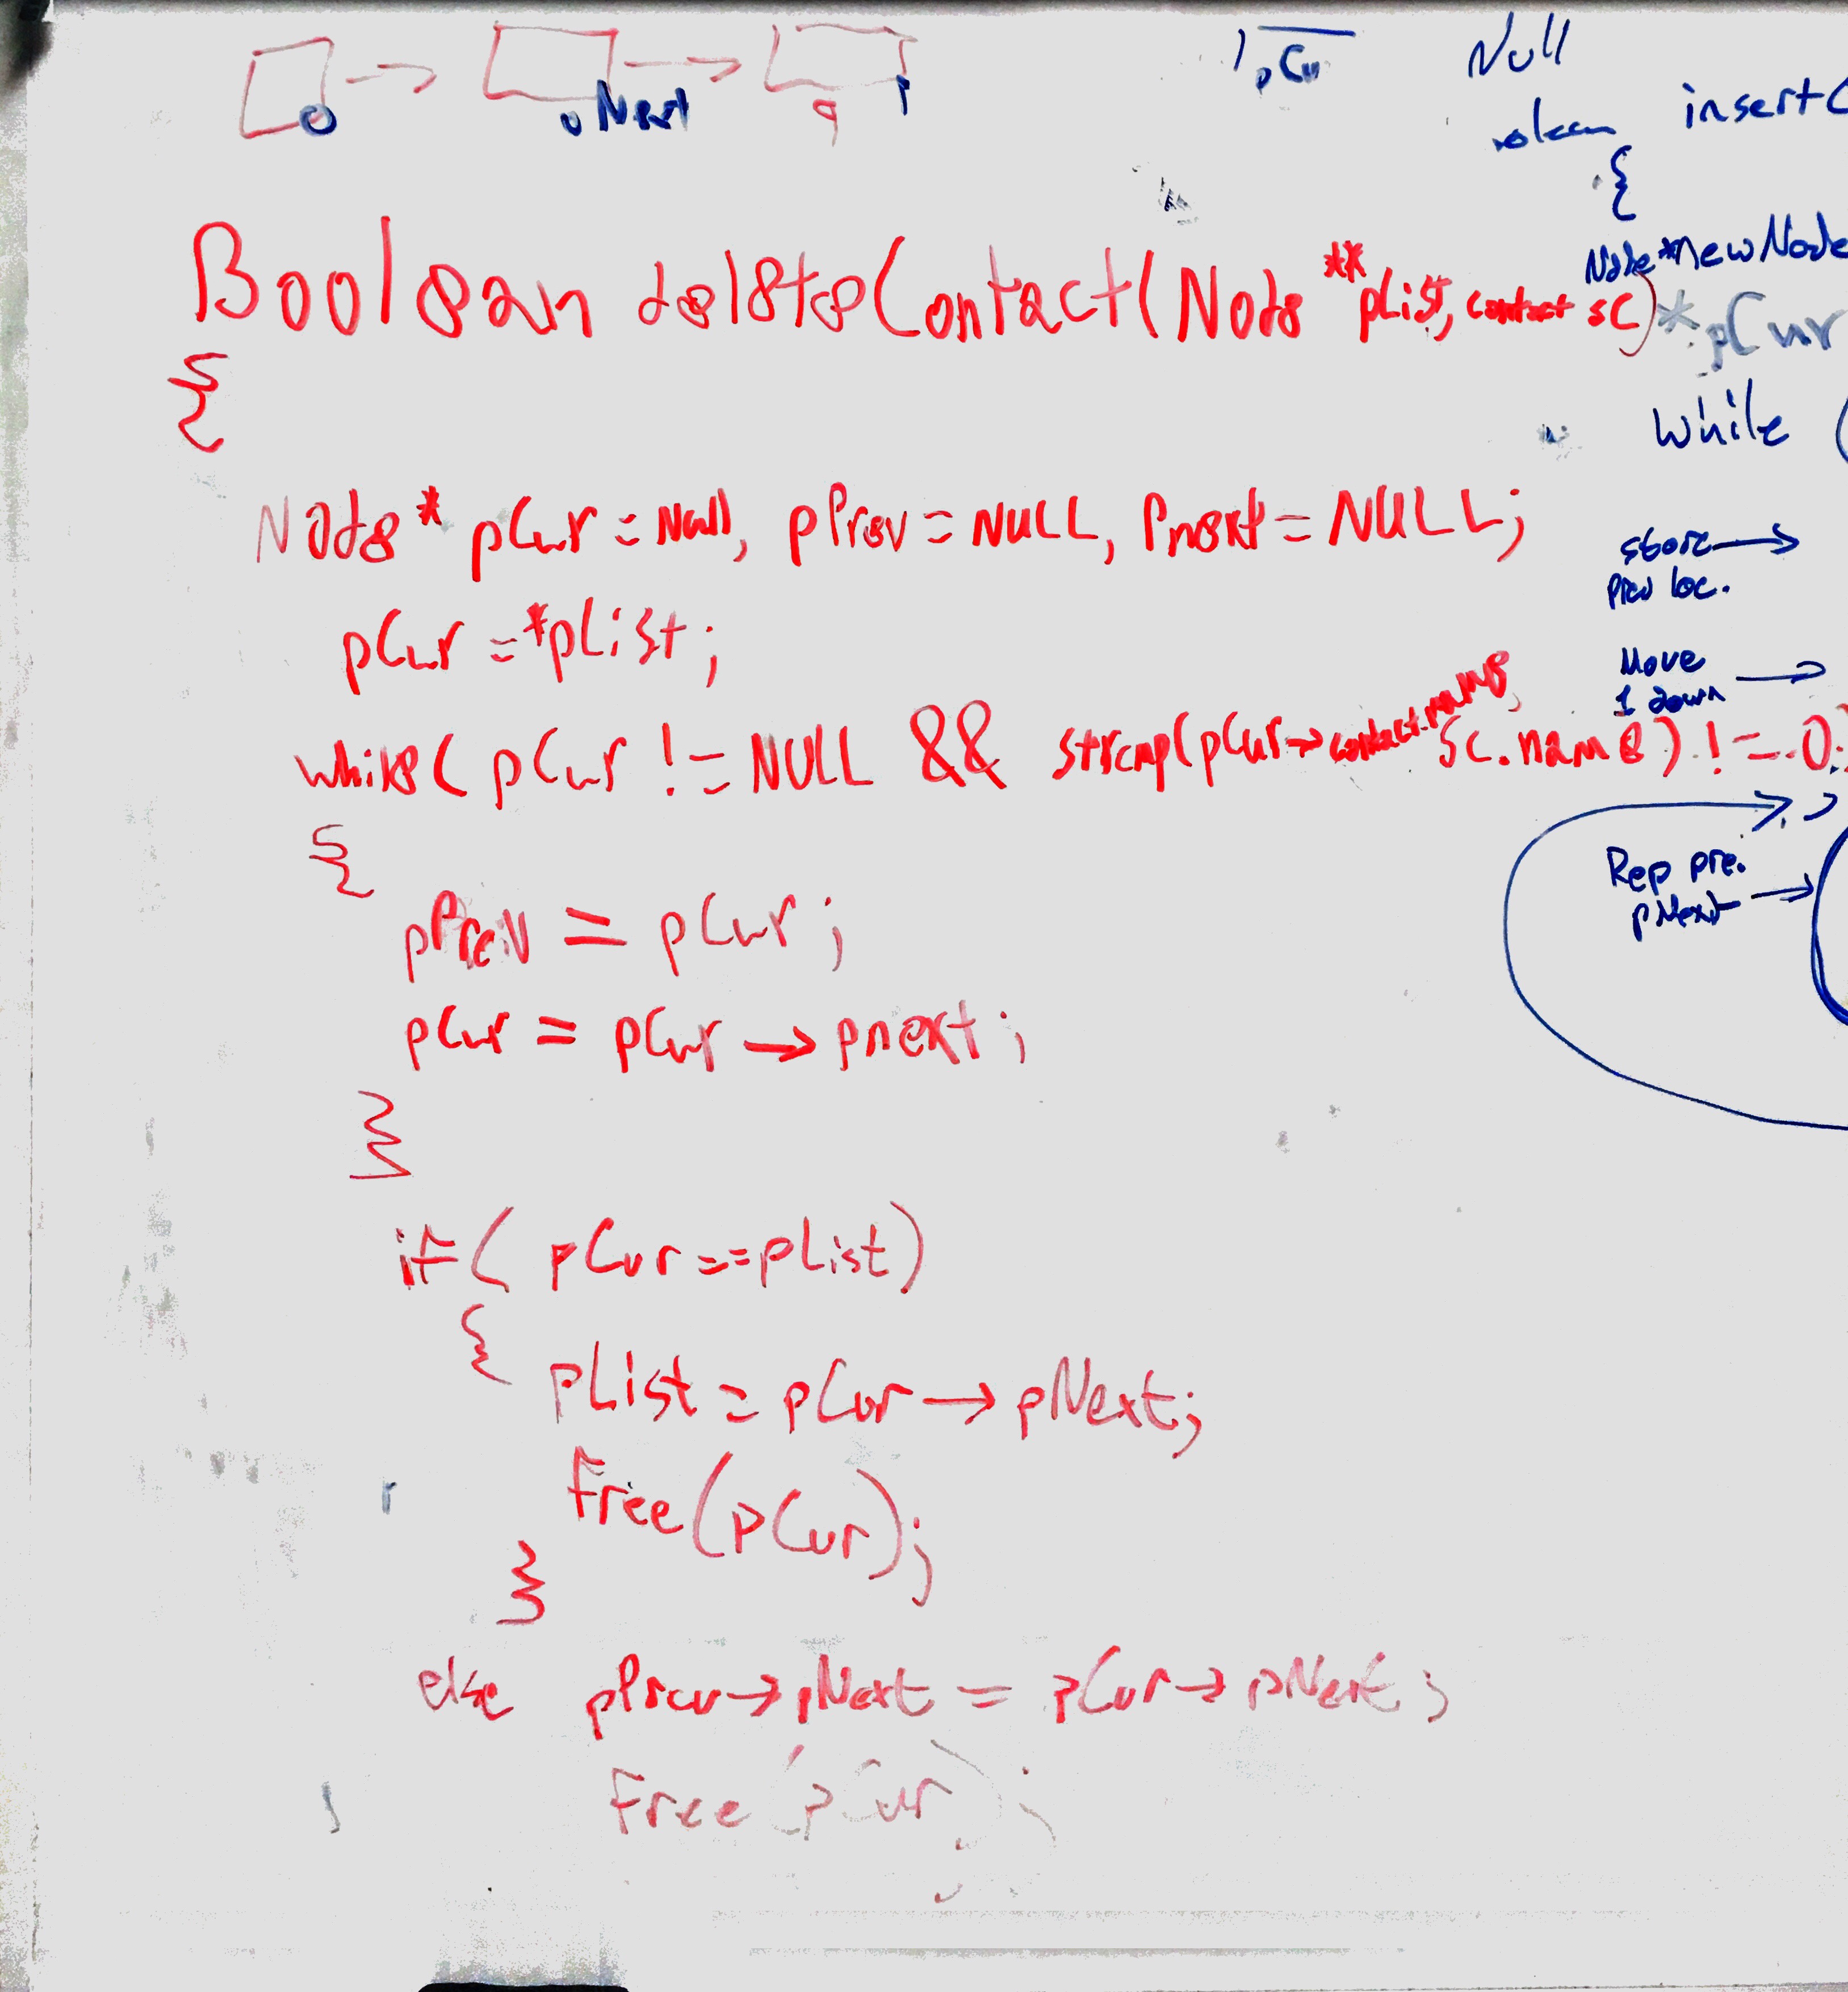 Next
pCu
Null
insertC
{
Node *newNode
Boolean deleteContact(Node **pList, contact sC)
*pCur
{
while (
Node* pCur = Null, pPrev = NULL, Pnext = NULL;
store →
prev loc.
pCur = *pList;
Move →
1 down
while( pCur != NULL && strcmp(pCur→contact.name, sc.name) != 0)
{
Rep pre.
pNext →
pPrev = pCur;
pCur = pCur → pnext;
}
if( pCur == pList)
{
pList = pCur → pNext;
free(pCur);
}
else pPrev → pNext = pCur → pNext;
free(pCur);